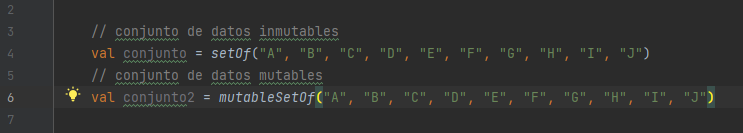 2
3 // conjunto de datos inmutables
4 val conjunto = setOf("A", "B", "C", "D", "E", "F", "G", "H", "I", "J")
5 // conjunto de datos mutables
6 val conjunto2 = mutableSetOf("A", "B", "C", "D", "E", "F", "G", "H", "I", "J")
7